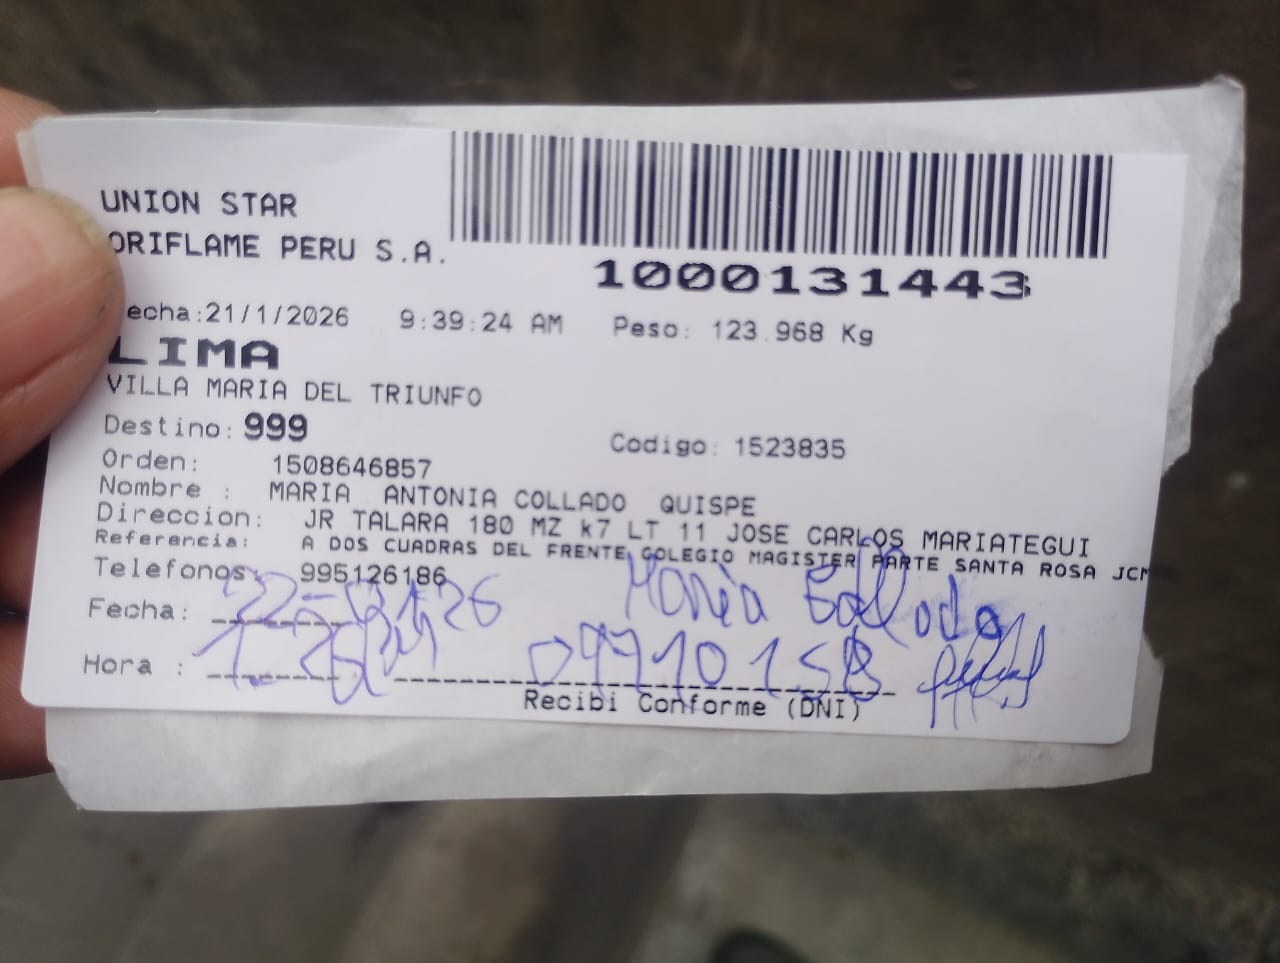 UNION STAR
ORIFLAME PERU S.A.
1000131443
echa:21/1/2026 9:39:24 AM Peso: 123.968 Kg
LIMA
VILLA MARIA DEL TRIUNFO
Destino: 999 Codigo: 1523835
Orden: 1508646857
Nombre : MARIA ANTONIA COLLADO QUISPE
Direccion: JR TALARA 180 MZ k7 LT 11 JOSE CARLOS MARIATEGUI
Referencia: A DOS CUADRAS DEL FRENTE COLEGIO MAGISTER PARTE SANTA ROSA JCM
Telefonos: 995126186
Fecha: Maria Collado
Hora :
Recibi Conforme (DNI)